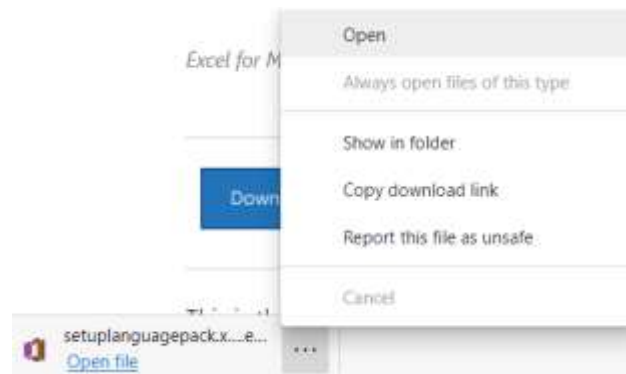 Excel for M
Down
Open
Always open files of this type
Show in folder
Copy download link
Report this file as unsafe
Cancel
setuplanguagepack.x....e...
Open file
...